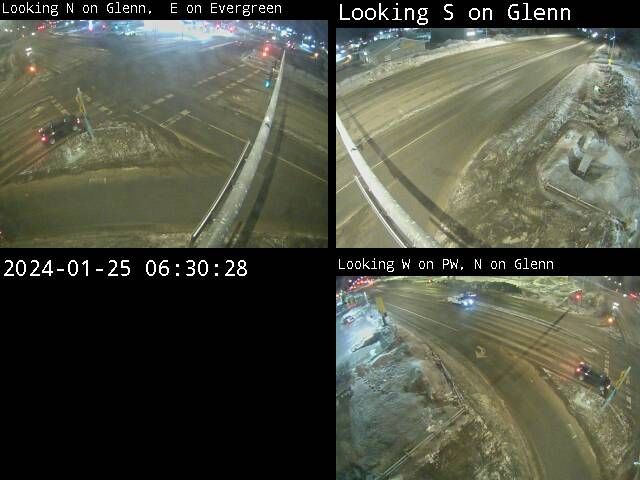 Looking N on Glenn,  E on Evergreen
Looking S on Glenn
2024-01-25 06:30:28
Looking W on PW, N on Glenn